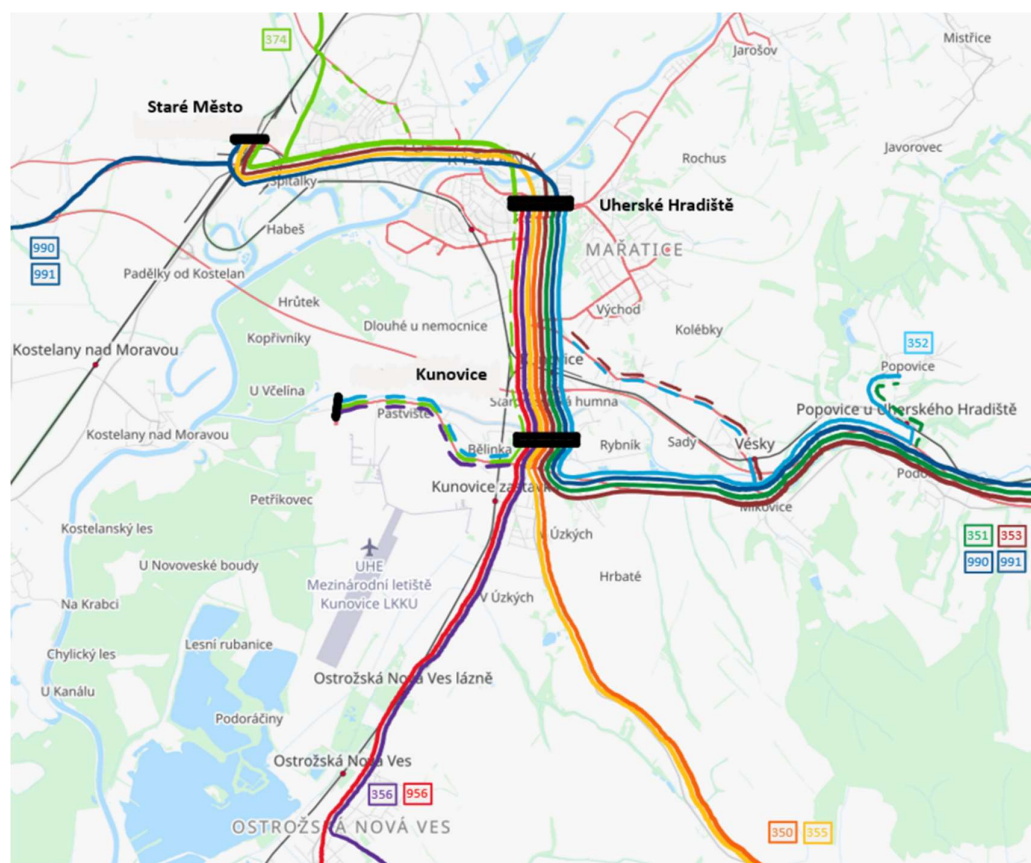 374
Mistřice
Jarošov
Staré Město
Javorovec
Rochus
Špitálky
Uherské Hradiště
Habeš
MAŘATICE
990
991
Padělky od Kostelan
Hrůtek
Východ
Kolébky
Kopřivníky
Dlouhé u nemocnice
352
Kostelany nad Moravou
Popovice
Kunovice
U Včelina
Pastviště
Popovice u Uherského Hradiště
Kostelany nad Moravou
Bělinka
Rybník
Sady
Vésky
Podo
Petříkovec
Míkovice
Kostelanský les
Úzkých
351
353
990
991
U Novoveské boudy
UHE
Mezinárodní letiště
Kunovice LKKU
Hrbaté
Na Krabci
V Úzkých
Lesní rubanice
Chylický les
Ostrožská Nová Ves lázně
U Kanálu
Podoráčiny
Ostrožská Nová Ves
356
956
OSTROŽSKÁ NOVÁ VES
350
355